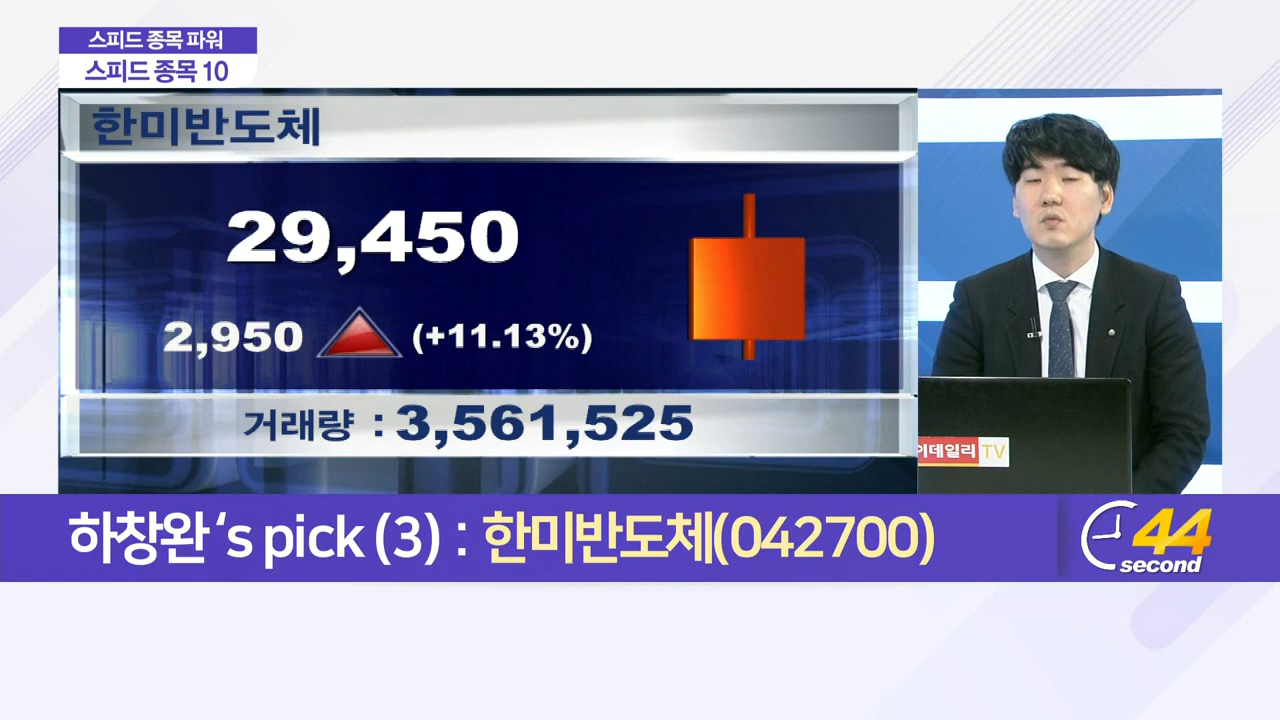 스피드 종목 파워
스피드 종목 10
한미반도체
29,450
2,950 (+11.13%)
거래량 : 3,561,525
이데일리 TV
하창완 ‘s pick (3) : 한미반도체(042700)
44
second